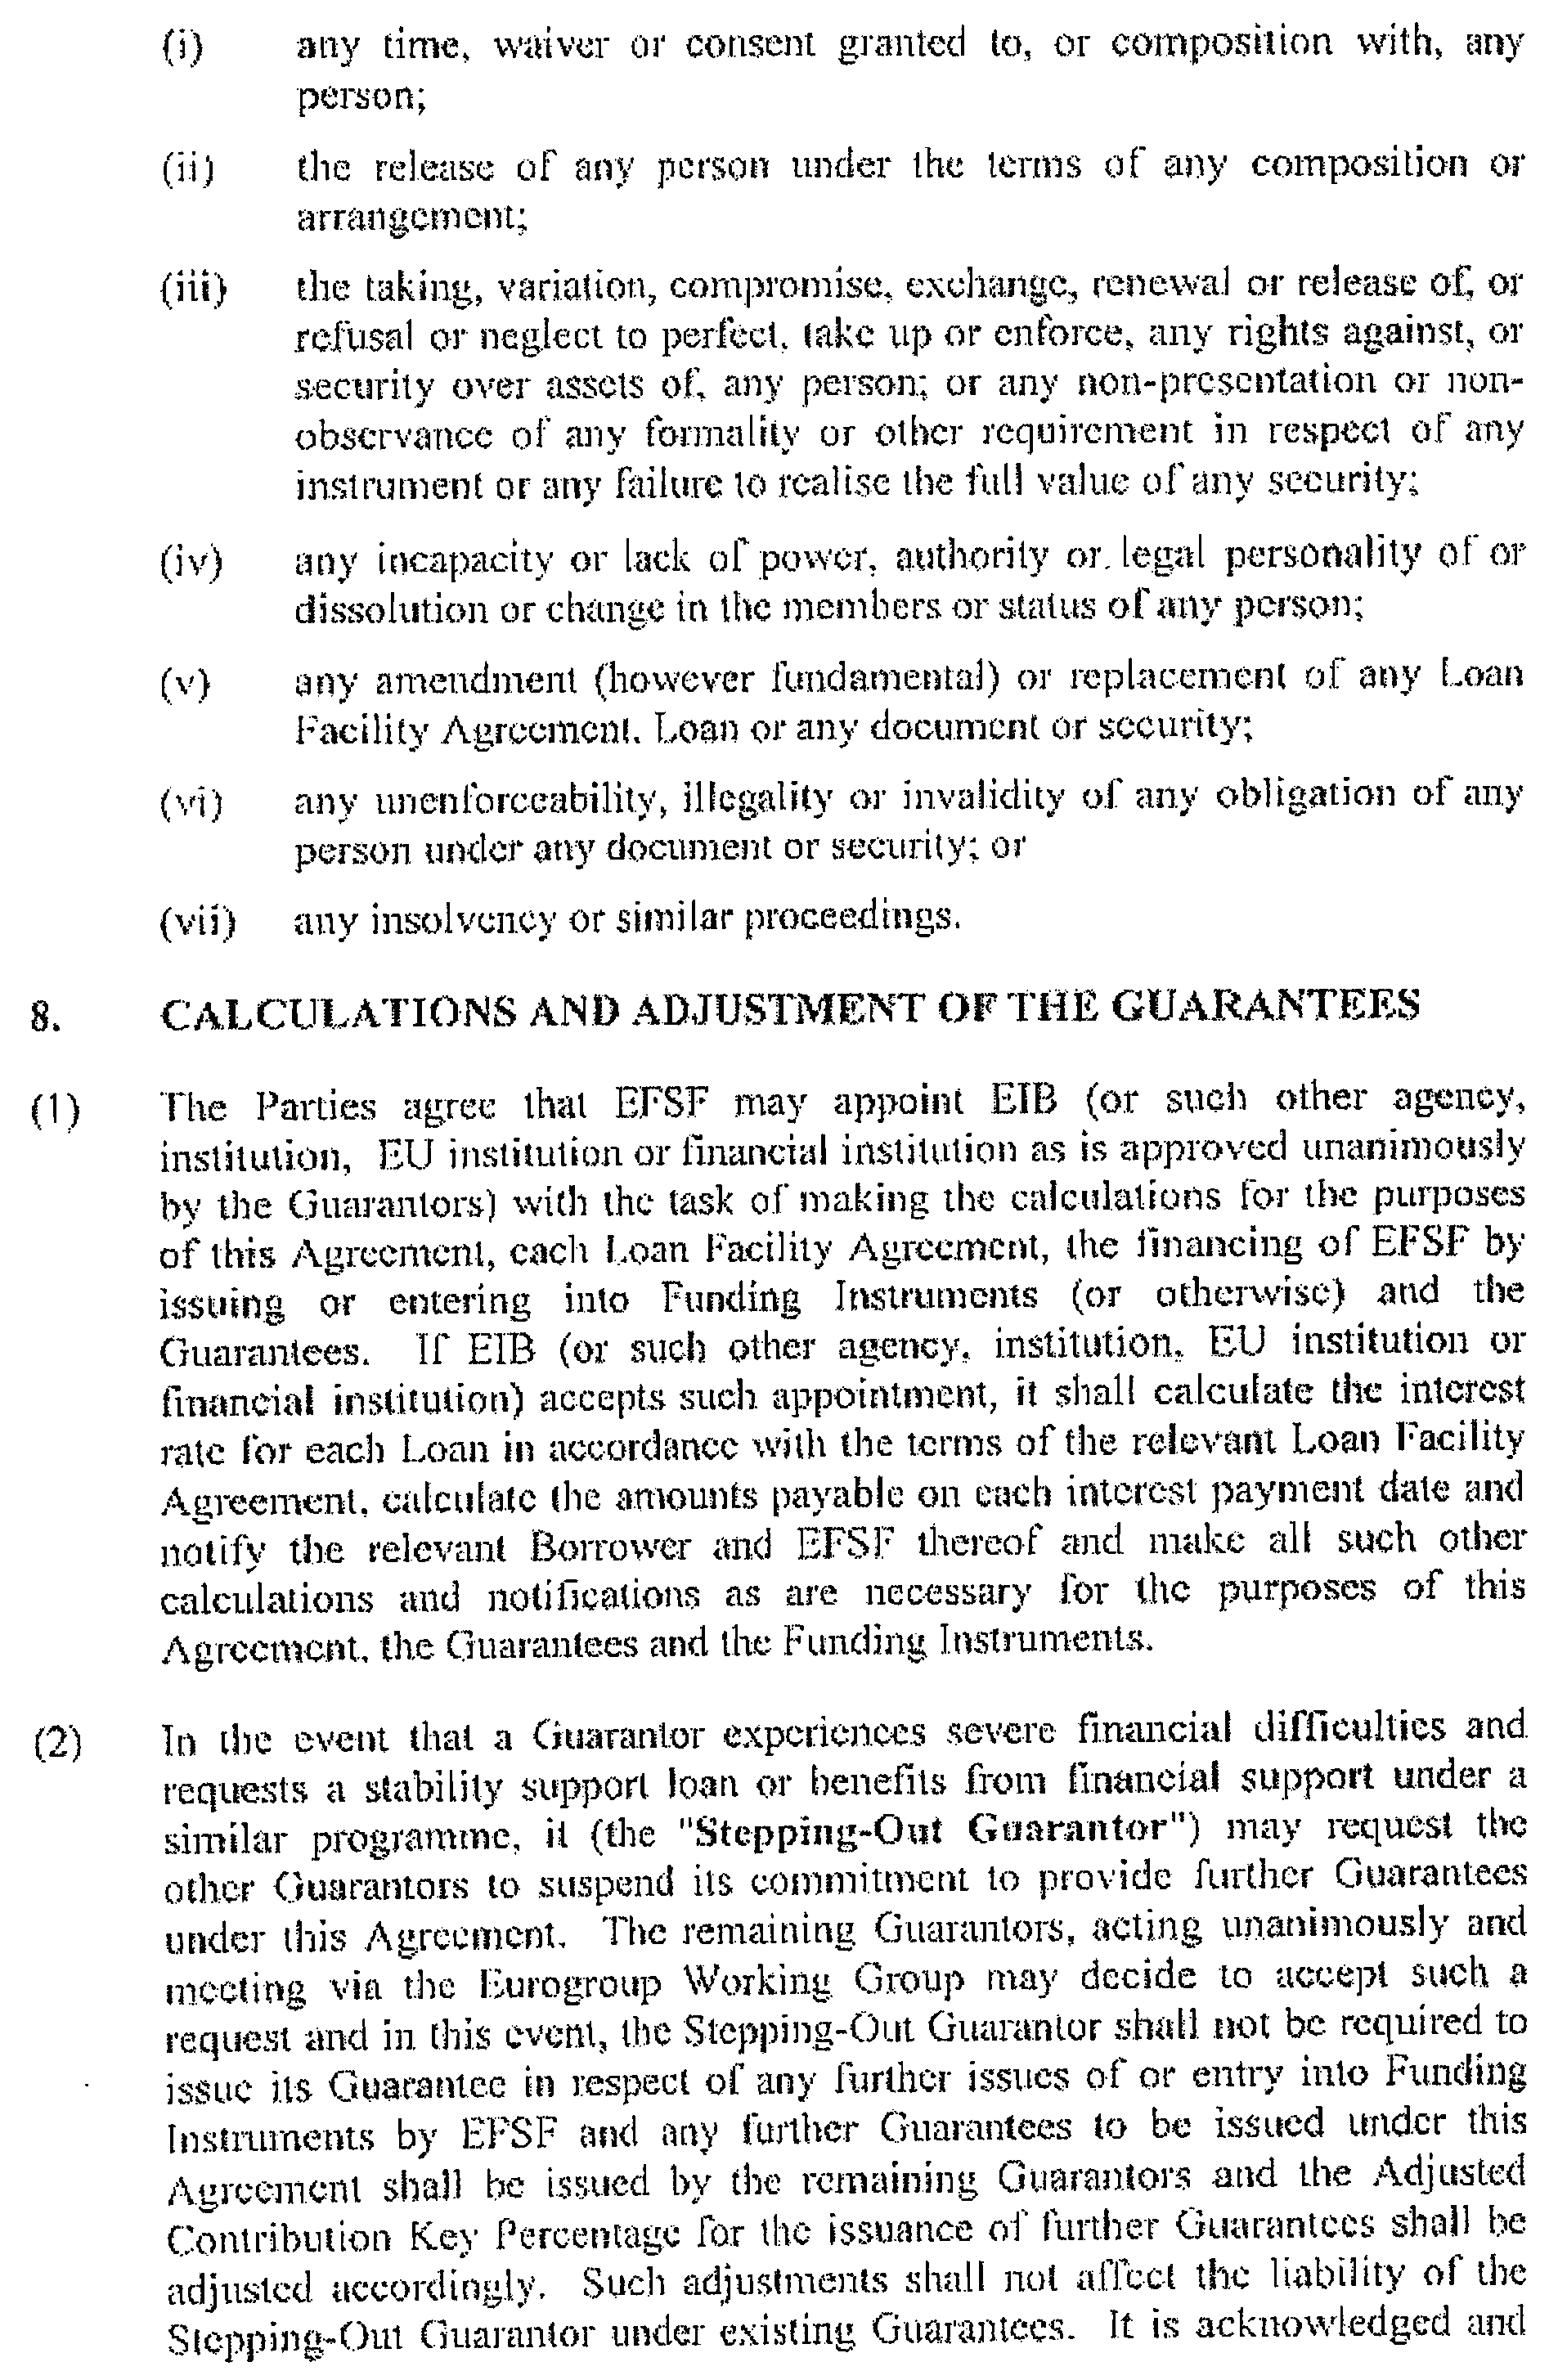 (i) any time, waiver or consent granted to, or composition with, any
person;
(ii) the release of any person under the terms of any composition or
arrangement;
(iii) the taking, variation, compromise, exchange, renewal or release of, or
refusal or neglect to perfect, take up or enforce, any rights against, or
security over assets of, any person; or any non-presentation or non-
observance of any formality or other requirement in respect of any
instrument or any failure to realise the full value of any security;
(iv) any incapacity or lack of power, authority or legal personality of or
dissolution or change in the members or status of any person;
(v) any amendment (however fundamental) or replacement of any Loan
Facility Agreement, Loan or any document or security;
(vi) any unenforceability, illegality or invalidity of any obligation of any
person under any document or security; or
(vii) any insolvency or similar proceedings.
8. CALCULATIONS AND ADJUSTMENT OF THE GUARANTEES
(1) The Parties agree that EFSF may appoint EIB (or such other agency,
institution, EU institution or financial institution as is approved unanimously
by the Guarantors) with the task of making the calculations for the purposes
of this Agreement, each Loan Facility Agreement, the financing of EFSF by
issuing or entering into Funding Instruments (or otherwise) and the
Guarantees. If EIB (or such other agency, institution, EU institution or
financial institution) accepts such appointment, it shall calculate the interest
rate for each Loan in accordance with the terms of the relevant Loan Facility
Agreement, calculate the amounts payable on each interest payment date and
notify the relevant Borrower and EFSF thereof and make all such other
calculations and notifications as are necessary for the purposes of this
Agreement, the Guarantees and the Funding Instruments.
(2) In the event that a Guarantor experiences severe financial difficulties and
requests a stability support loan or benefits from financial support under a
similar programme, it (the "Stepping-Out Guarantor") may request the
other Guarantors to suspend its commitment to provide further Guarantees
under this Agreement. The remaining Guarantors, acting unanimously and
meeting via the Eurogroup Working Group may decide to accept such a
request and in this event, the Stepping-Out Guarantor shall not be required to
issue its Guarantee in respect of any further issues of or entry into Funding
Instruments by EFSF and any further Guarantees to be issued under this
Agreement shall be issued by the remaining Guarantors and the Adjusted
Contribution Key Percentage for the issuance of further Guarantees shall be
adjusted accordingly. Such adjustments shall not affect the liability of the
Stepping-Out Guarantor under existing Guarantees. It is acknowledged and